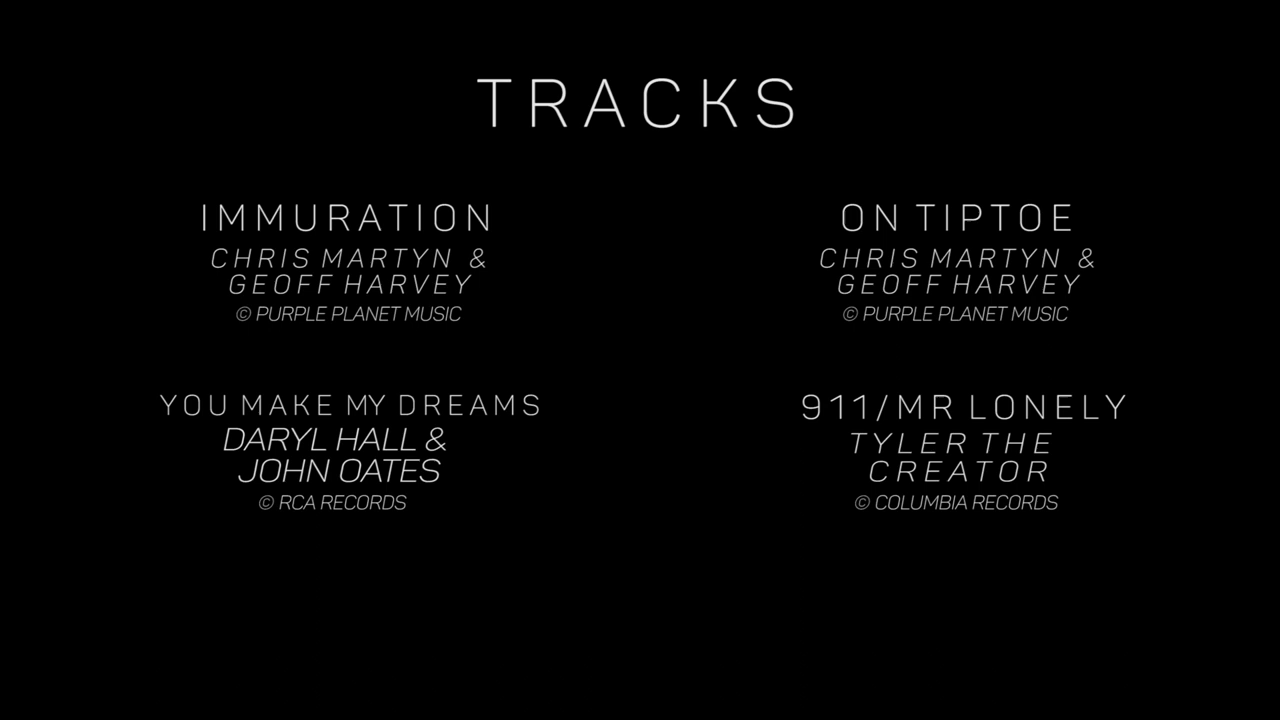 TRACKS
IMMURATION
CHRIS MARTYN &
GEOFF HARVEY
© PURPLE PLANET MUSIC
ON TIPTOE
CHRIS MARTYN &
GEOFF HARVEY
© PURPLE PLANET MUSIC
YOU MAKE MY DREAMS
DARYL HALL &
JOHN OATES
© RCA RECORDS
911/MR LONELY
TYLER THE
CREATOR
© COLUMBIA RECORDS